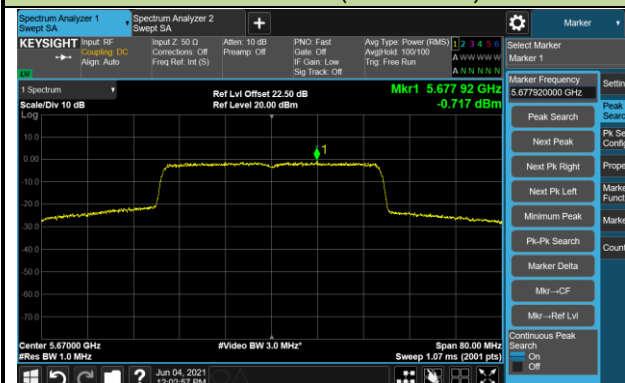 Spectrum Analyzer 1
Swept SA
Spectrum Analyzer 2
Swept SA
+
Marker
KEYSIGHT
Input: RF
Coupling: DC
Align: Auto
Input Z: 50 Ω
Corrections: Off
Freq Ref: Int (S)
Atten: 10 dB
Preamp: Off
PNO: Fast
Gate: Off
IF Gain: Low
Sig Track: Off
Avg Type: Power (RMS)
Avg|Hold: 100/100
Trig: Free Run
1 2 3 4 5 6
A W W W W W
A N N N N N
LW
Select Marker
Marker 1
1 Spectrum
Scale/Div 10 dB
Log
Ref Lvl Offset 22.50 dB
Ref Level 20.00 dBm
Mkr1 5.677 92 GHz
-0.717 dBm
1
10.0
0.00
-10.0
-20.0
-30.0
-40.0
-50.0
-60.0
-70.0
Center 5.67000 GHz
#Res BW 1.0 MHz
#Video BW 3.0 MHz*
Span 80.00 MHz
Sweep 1.07 ms (2001 pts)
Marker Frequency
5.677920000 GHz
Peak Search
Next Peak
Next Pk Right
Next Pk Left
Minimum Peak
Pk-Pk Search
Marker Delta
Mkr→CF
Mkr→Ref Lvl
Continuous Peak
Search
On
Off
Peak
Count
?
Jun 04, 2021
12:02:57 PM